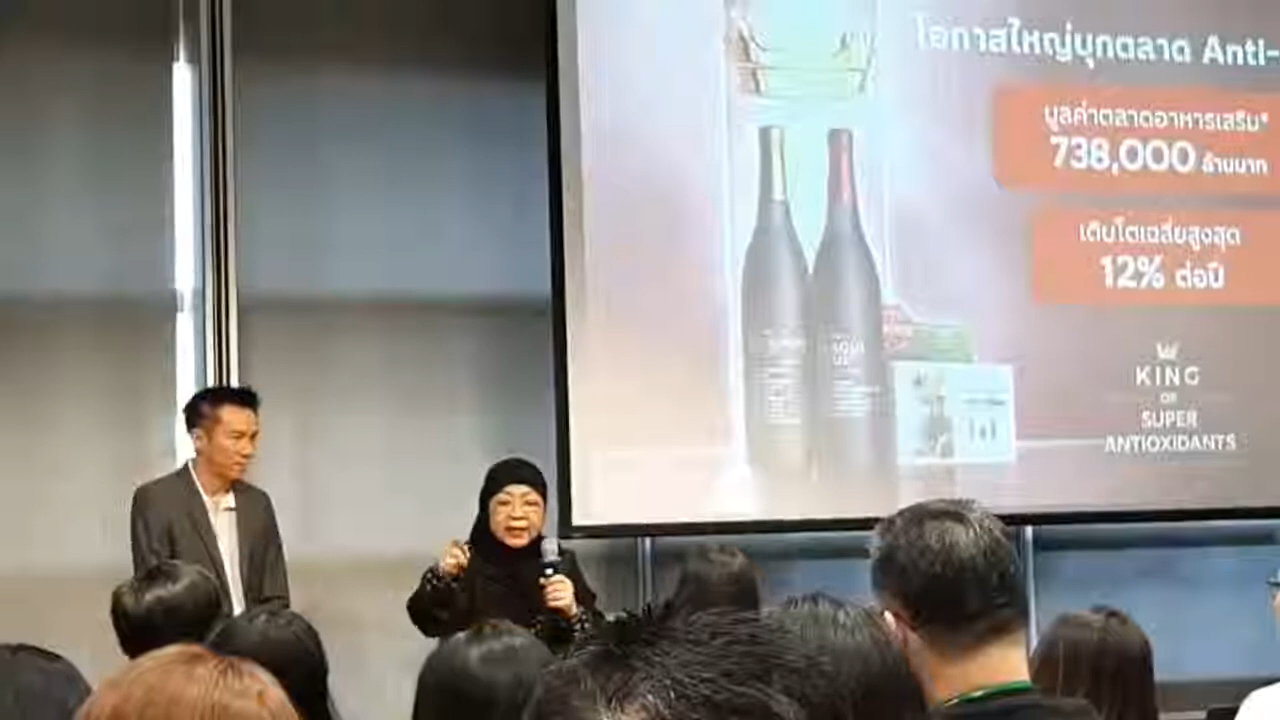 โอกาสใหญ่บุกตลาด Anti-
มูลค่าตลาดอาหารเสริม*
738,000 ล้านบาท
เติบโตเฉลี่ยสูงสุด
12% ต่อปี
KING
OF
SUPER
ANTIOXIDANTS